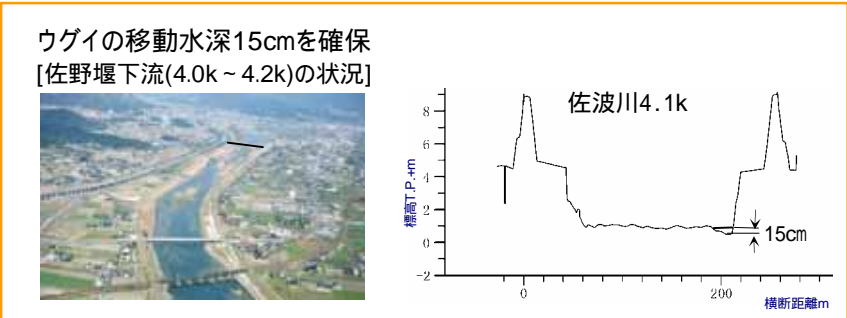 ウグイの移動水深15cmを確保
[佐野堰下流(4.0k~4.2k)の状況]
佐波川4.1k
標高T.P.+m
8
6
4
2
0
-2
15cm
0
200
横断距離m